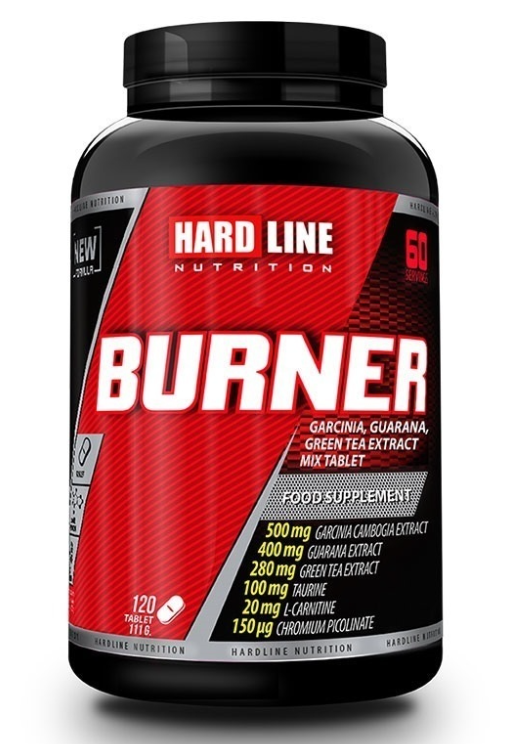 HARDLINE NUTRITION
NEW
HARD LINE
NUTRITION
60
SERVINGS
BURNER
GARCINIA, GUARANA,
GREEN TEA EXTRACT
MIX TABLET
FOOD SUPPLEMENT
500 mg GARCINIA CAMBOGIA EXTRACT
400 mg GUARANA EXTRACT
280 mg GREEN TEA EXTRACT
100 mg TAURINE
20 mg L-CARNITINE
150 µg CHROMIUM PICOLINATE
120
TABLET
111 G.
HARDLINE NUTRITION
HARDLINE NUTRITION
HARDLINE